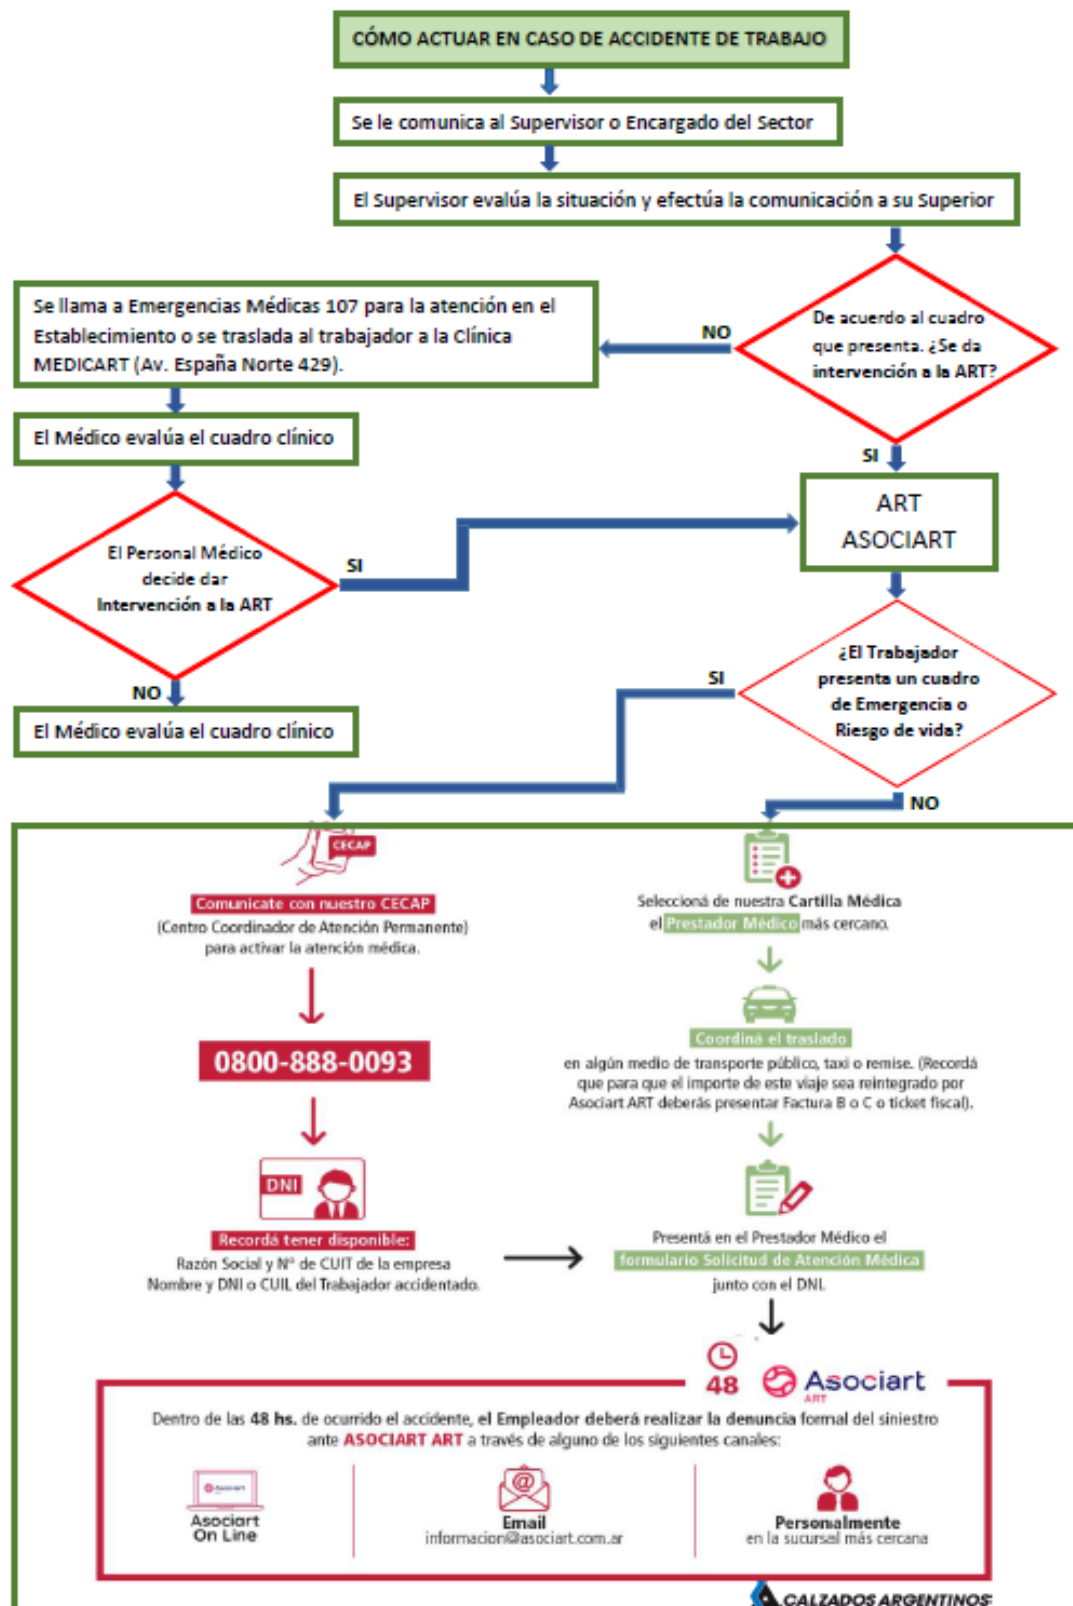 CÓMO ACTUAR EN CASO DE ACCIDENTE DE TRABAJO
Se le comunica al Supervisor o Encargado del Sector
El Supervisor evalúa la situación y efectúa la comunicación a su Superior
De acuerdo al cuadro
que presenta. ¿Se da
intervención a la ART?
NO
Se llama a Emergencias Médicas 107 para la atención en el
Establecimiento o se traslada al trabajador a la Clínica
MEDICART (Av. España Norte 429).
El Médico evalúa el cuadro clínico
SI
ART
ASOCIART
El Personal Médico
decide dar
Intervención a la ART
SI
NO
El Médico evalúa el cuadro clínico
¿El Trabajador
presenta un cuadro
de Emergencia o
Riesgo de vida?
SI
NO
CECAP
Comunicate con nuestro CECAP
(Centro Coordinador de Atención Permanente)
para activar la atención médica.
0800-888-0093
DNI
Recordá tener disponible:
Razón Social y Nº de CUIT de la empresa
Nombre y DNI o CUIL del Trabajador accidentado.
Seleccioná de nuestra Cartilla Médica
el Prestador Médico más cercano.
Coordiná el traslado
en algún medio de transporte público, taxi o remise. (Recordá
que para que el importe de este viaje sea reintegrado por
Asociart ART deberás presentar Factura B o C o ticket fiscal).
Presentá en el Prestador Médico el
formulario Solicitud de Atención Médica
junto con el DNI.
48
Asociart
ART
Dentro de las 48 hs. de ocurrido el accidente, el Empleador deberá realizar la denuncia formal del siniestro
ante ASOCIART ART a través de alguno de los siguientes canales:
Asociart
Asociart
On Line
@
Email
informacion@asociart.com.ar
Personalmente
en la sucursal más cercana
CALZADOS ARGENTINOS